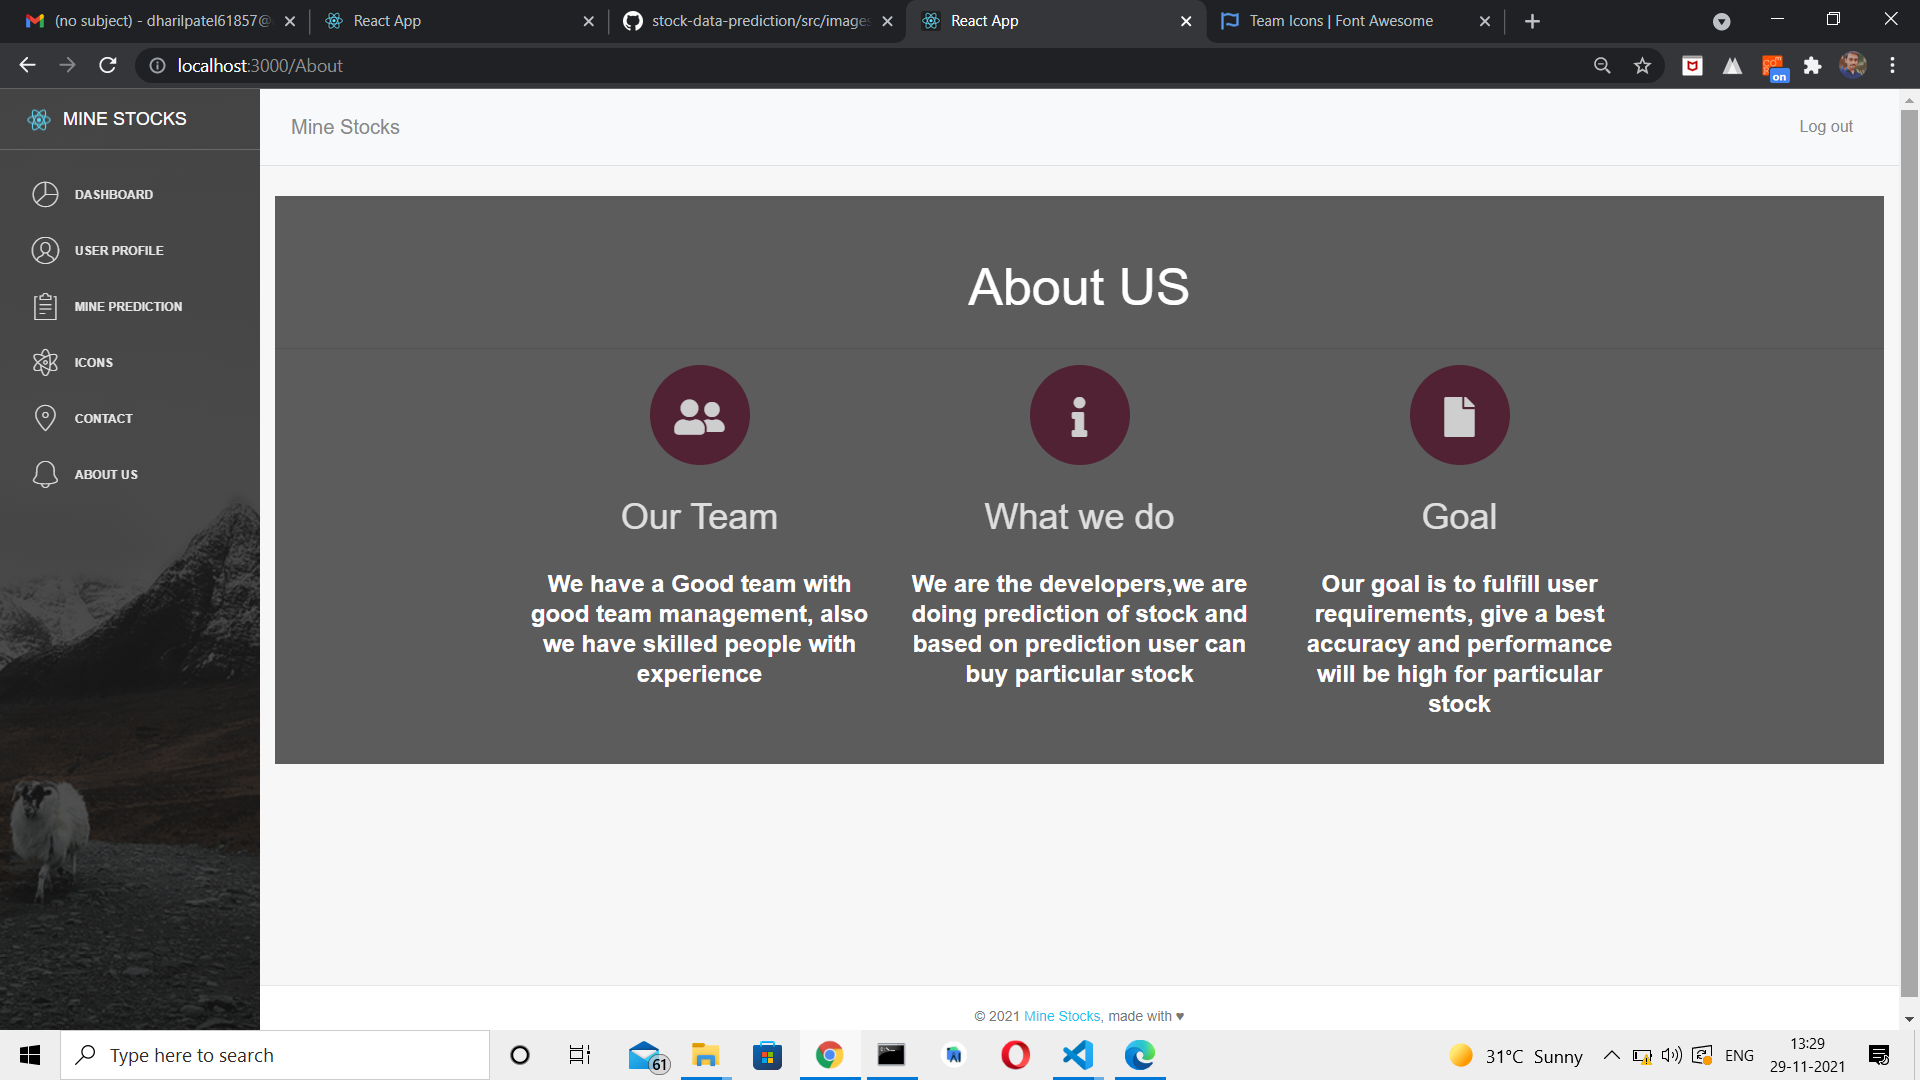 (no subject) - dharilpatel61857@
React App
stock-data-prediction/src/images
React App
Team Icons | Font Awesome
localhost:3000/About
on
MINE STOCKS
Mine Stocks
Log out
DASHBOARD
USER PROFILE
MINE PREDICTION
ICONS
CONTACT
ABOUT US
About US
Our Team
We have a Good team with
good team management, also
we have skilled people with
experience
What we do
We are the developers,we are
doing prediction of stock and
based on prediction user can
buy particular stock
Goal
Our goal is to fulfill user
requirements, give a best
accuracy and performance
will be high for particular
stock
© 2021 Mine Stocks, made with ♥
Type here to search
61
31°C Sunny
ENG
13:29
29-11-2021